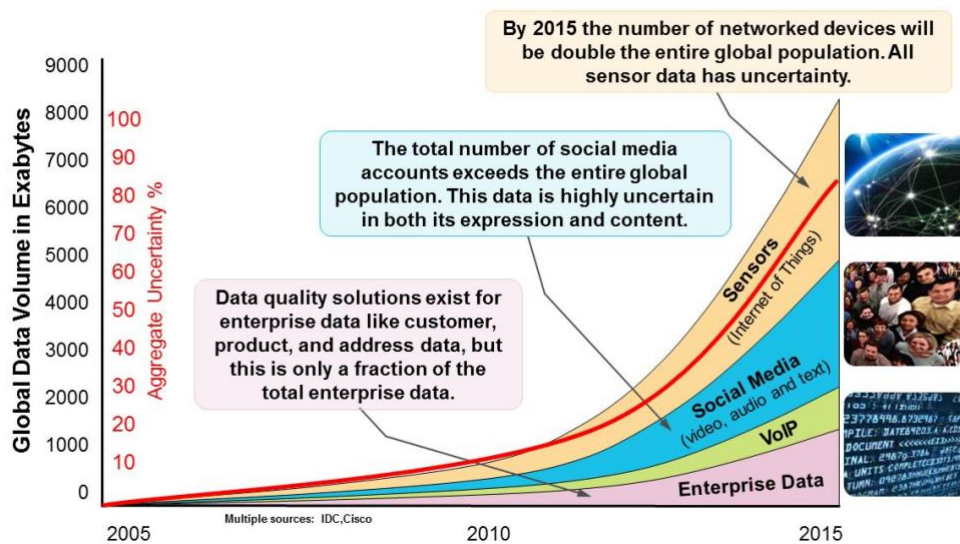 By 2015 the number of networked devices will
be double the entire global population. All
sensor data has uncertainty.
The total number of social media
accounts exceeds the entire global
population. This data is highly uncertain
in both its expression and content.
Data quality solutions exist for
enterprise data like customer,
product, and address data, but
this is only a fraction of the
total enterprise data.
Global Data Volume in Exabytes
9000
8000
7000
6000
5000
4000
3000
2000
1000
0
Aggregate Uncertainty %
100
90
80
70
60
50
40
30
20
10
Sensors
(Internet of Things)
Social Media
(video, audio and text)
VoIP
Enterprise Data
2005
2010
2015
Multiple sources: IDC,Cisco